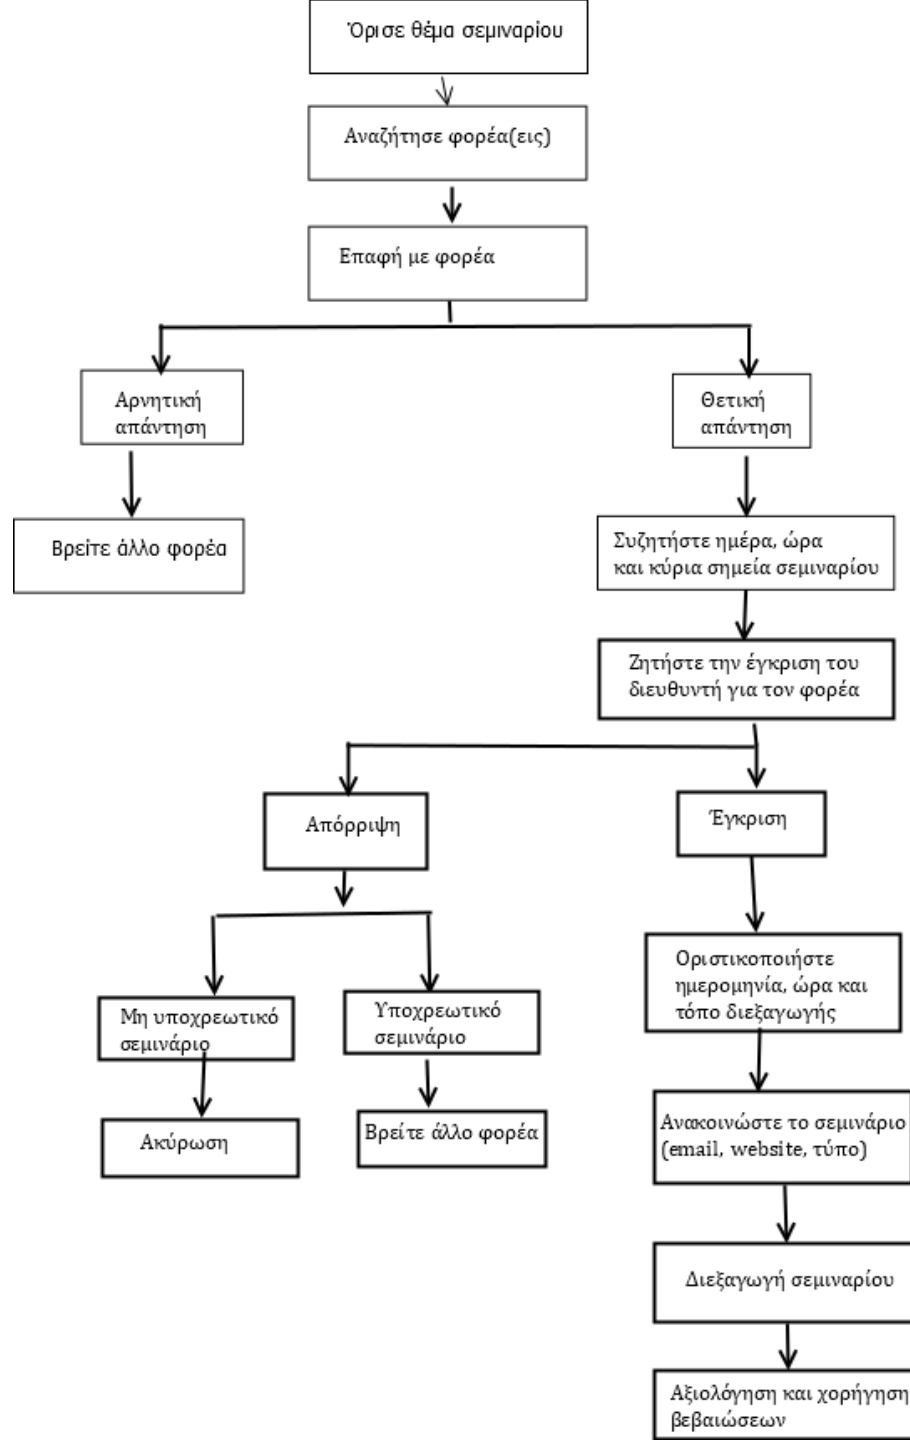 Όρισε θέμα σεμιναρίου
Αναζήτησε φορέα(εις)
Επαφή με φορέα
Αρνητική
απάντηση
Θετική
απάντηση
Βρείτε άλλο φορέα
Συζητήστε ημέρα, ώρα
και κύρια σημεία σεμιναρίου
Ζητήστε την έγκριση του
διευθυντή για τον φορέα
Απόρριψη
Έγκριση
Μη υποχρεωτικό
σεμινάριο
Υποχρεωτικό
σεμινάριο
Οριστικοποιήστε
ημερομηνία, ώρα και
τόπο διεξαγωγής
Ακύρωση
Βρείτε άλλο φορέα
Ανακοινώστε το σεμινάριο
(email, website, τύπο)
Διεξαγωγή σεμιναρίου
Αξιολόγηση και χορήγηση
βεβαιώσεων